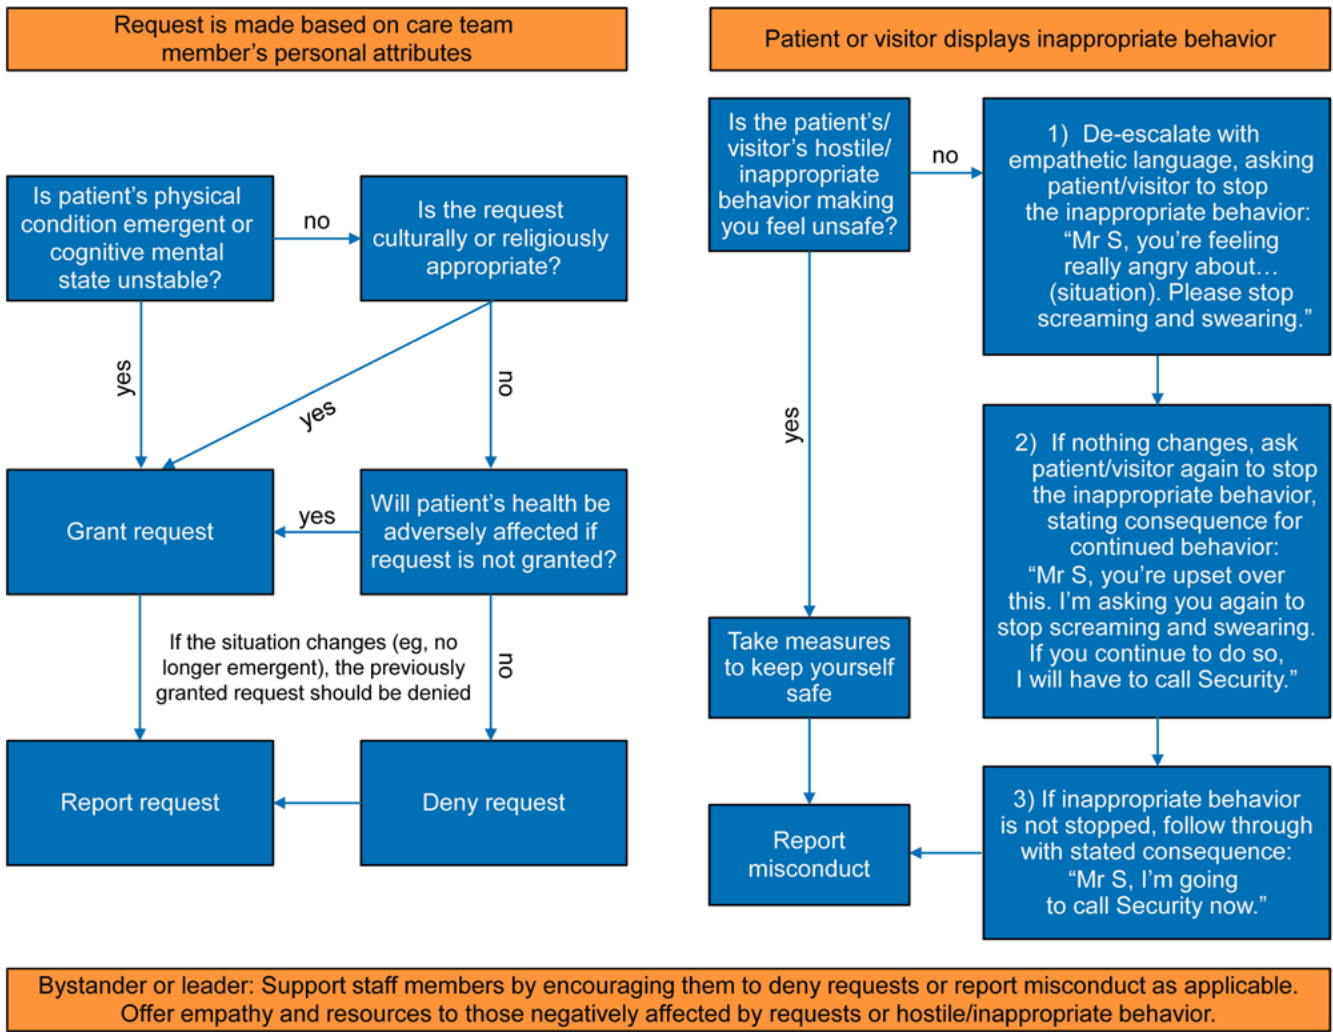 Request is made based on care team
member's personal attributes
Is patient's physical
condition emergent or
cognitive mental
state unstable?
no
Is the request
culturally or religiously
appropriate?
yes
yes
no
Grant request
yes
Will patient's health be
adversely affected if
request is not granted?
If the situation changes (eg, no
longer emergent), the previously
granted request should be denied
no
Report request
Deny request
Patient or visitor displays inappropriate behavior
Is the patient's/
visitor's hostile/
inappropriate
behavior making
you feel unsafe?
no
1) De-escalate with
empathetic language, asking
patient/visitor to stop
the inappropriate behavior:
“Mr S, you're feeling
really angry about...
(situation). Please stop
screaming and swearing.”
yes
2) If nothing changes, ask
patient/visitor again to stop
the inappropriate behavior,
stating consequence for
continued behavior:
“Mr S, you're upset over
this. I'm asking you again to
stop screaming and swearing.
If you continue to do so,
I will have to call Security.”
Take measures
to keep yourself
safe
Report
misconduct
3) If inappropriate behavior
is not stopped, follow through
with stated consequence:
“Mr S, I'm going
to call Security now.”
Bystander or leader: Support staff members by encouraging them to deny requests or report misconduct as applicable.
Offer empathy and resources to those negatively affected by requests or hostile/inappropriate behavior.